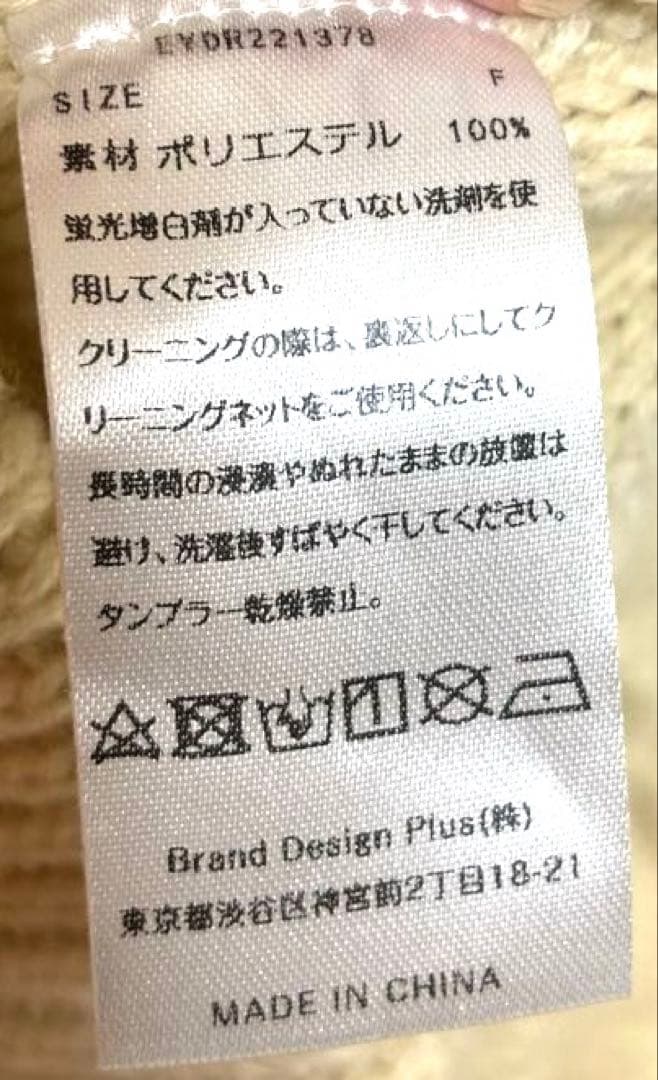 EYDR221378
SIZE F
素材 ポリエステル 100%
蛍光増白剤が入っていない洗剤を使
用してください。
クリーニングの際は、裏返しにしてク
リーニングネットをご使用ください。
長時間の浸漬やぬれたままの放置は
避け、洗濯後すばやく干してください。
タンブラー乾燥禁止。
Brand Design Plus(株)
東京都渋谷区神宮前2丁目18-21
MADE IN CHINA